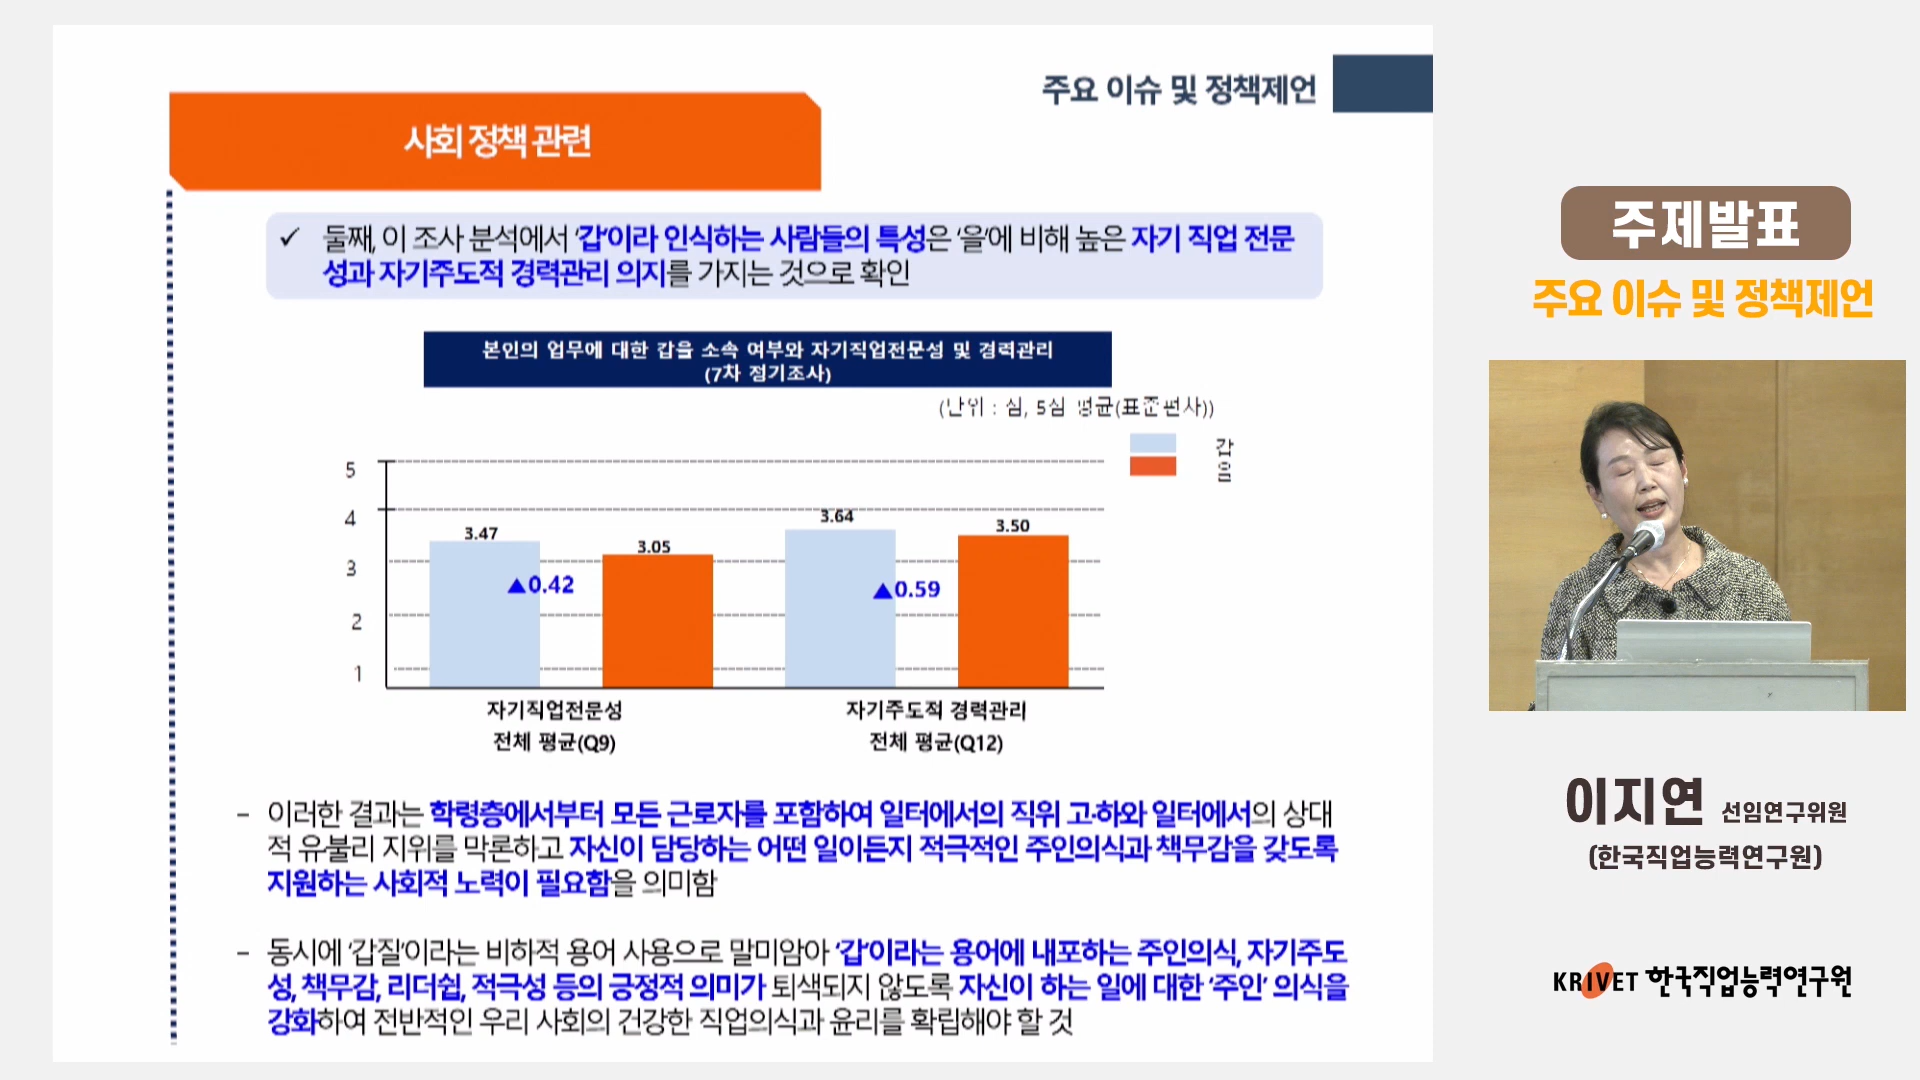 주요 이슈 및 정책제언
사회 정책 관련
✓ 둘째, 이 조사 분석에서 ‘갑’이라 인식하는 사람들의 특성은 ‘을’에 비해 높은 자기 직업 전문
성과 자기주도적 경력관리 의지를 가지는 것으로 확인
본인의 업무에 대한 갑을 소속 여부와 자기직업전문성 및 경력관리
(7차 정기조사)
(단위 : 점, 5점 평균(표준편차))
갑
을
5
4
3
2
1
3.47
3.05
3.64
3.50
▲0.42
▲0.59
자기직업전문성
전체 평균(Q9)
자기주도적 경력관리
전체 평균(Q12)
- 이러한 결과는 학령층에서부터 모든 근로자를 포함하여 일터에서의 직위 고·하와 일터에서의 상대
적 유·불리 지위를 막론하고 자신이 담당하는 어떤 일이든지 적극적인 주인의식과 책무감을 갖도록
지원하는 사회적 노력이 필요함을 의미함
- 동시에 ‘갑질’이라는 비하적 용어 사용으로 말미암아 ‘갑’이라는 용어에 내포하는 주인의식, 자기주도
성, 책무감, 리더쉽, 적극성 등의 긍정적 의미가 퇴색되지 않도록 자신이 하는 일에 대한 ‘주인’ 의식을
강화하여 전반적인 우리 사회의 건강한 직업의식과 윤리를 확립해야 할 것
주제발표
주요 이슈 및 정책제언
이지연 선임연구위원
(한국직업능력연구원)
KRIVET 한국직업능력연구원